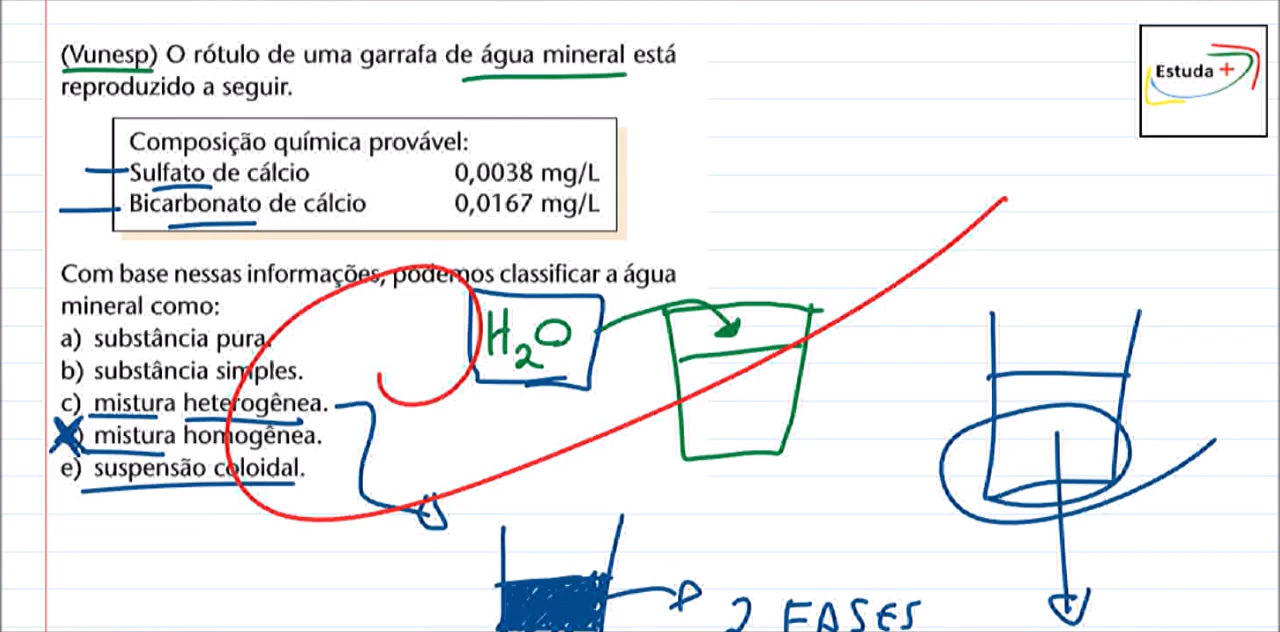 (Vunesp) O rótulo de uma garrafa de água mineral está
reproduzido a seguir.
Estuda +
Composição química provável:
Sulfato de cálcio 0,0038 mg/L
Bicarbonato de cálcio 0,0167 mg/L
Com base nessas informações, podemos classificar a água
mineral como:
a) substância pura.
b) substância simples.
c) mistura heterogênea.
) mistura homogênea.
e) suspensão coloidal.
H2O
2 FASES